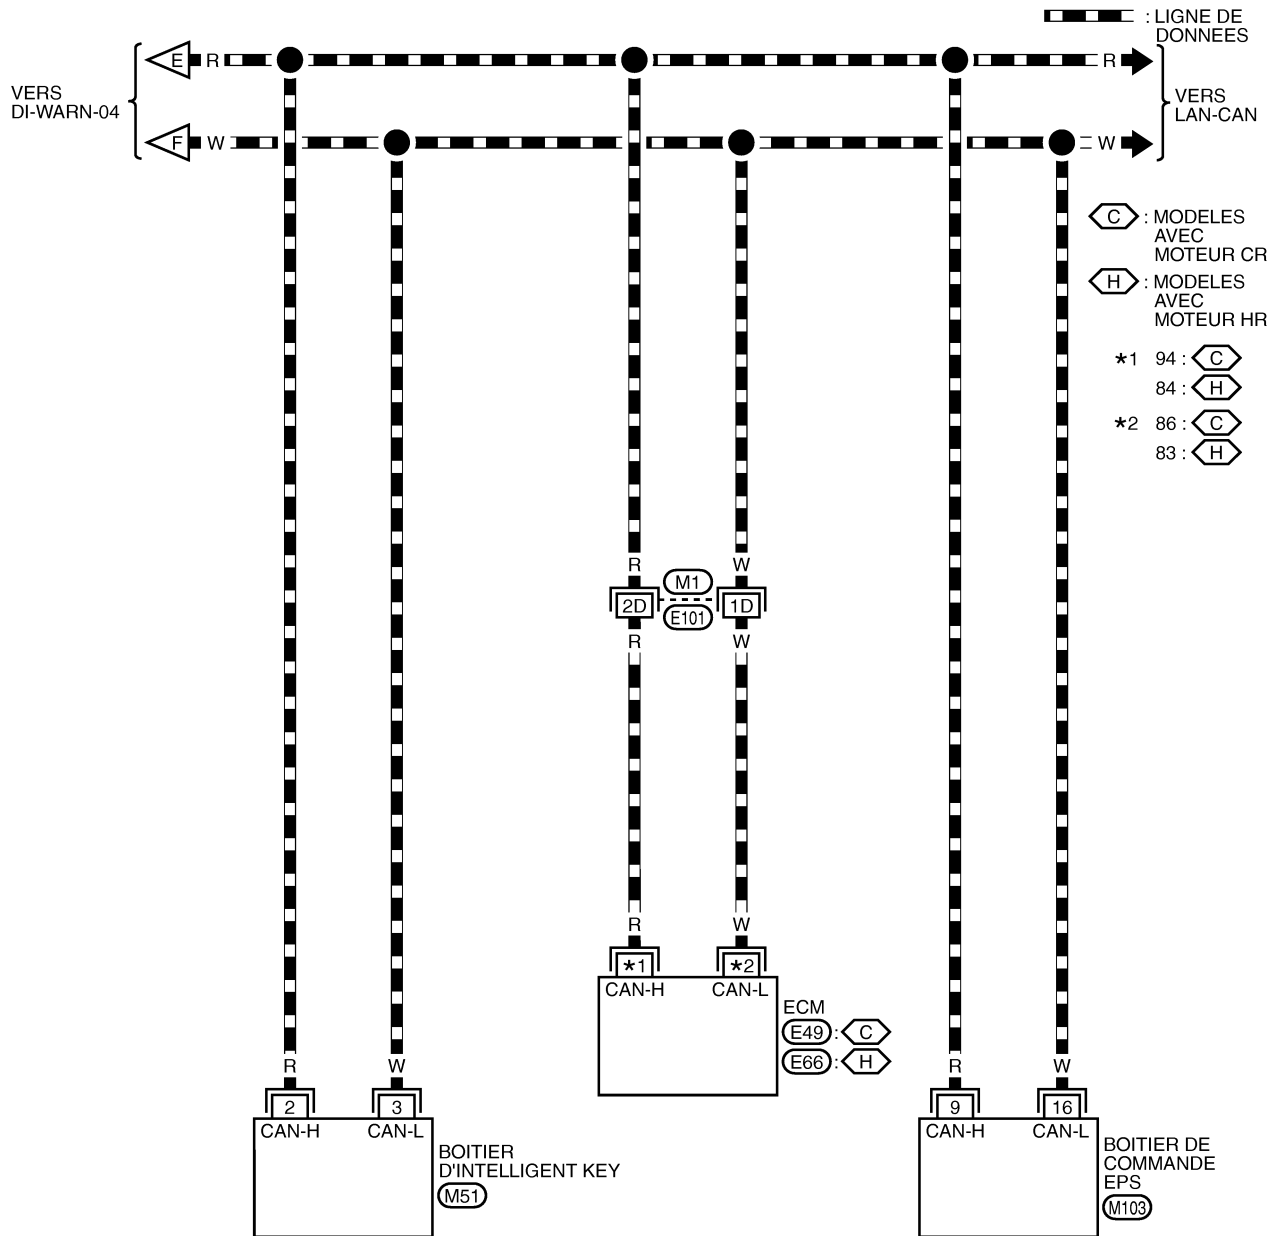 : LIGNE DE
DONNEES
E R R
VERS
DI-WARN-04
VERS
LAN-CAN
F W W
C : MODELES
AVEC
MOTEUR CR
H : MODELES
AVEC
MOTEUR HR
*1 94 : C
84 : H
*2 86 : C
83 : H
R W
M1
2D 1D
E101
R W
R W
*1 *2
CAN-H CAN-L
ECM
E49 : C
E66 : H
R W R W
2 3 9 16
CAN-H CAN-L CAN-H CAN-L
BOITIER
D'INTELLIGENT KEY
M51
BOITIER DE
COMMANDE
EPS
M103